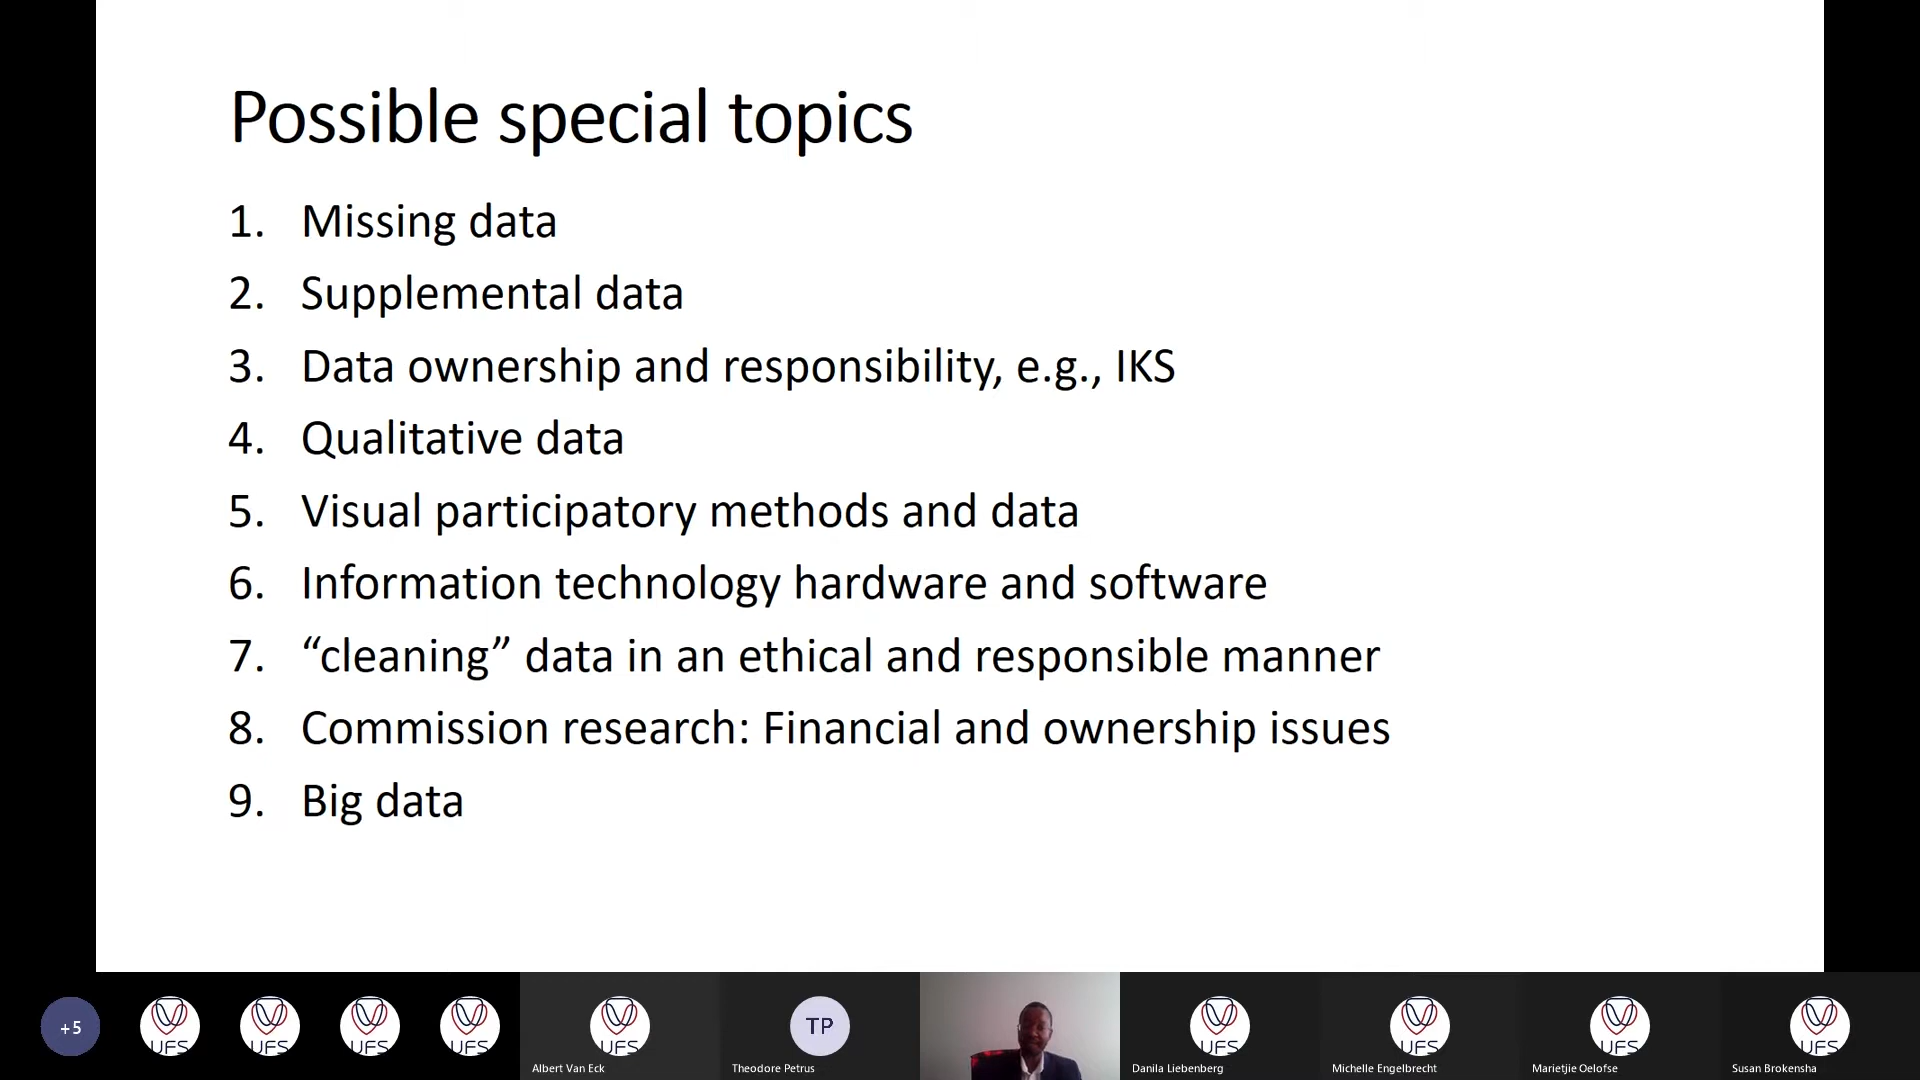 Possible special topics
1. Missing data
2. Supplemental data
3. Data ownership and responsibility, e.g., IKS
4. Qualitative data
5. Visual participatory methods and data
6. Information technology hardware and software
7. “cleaning” data in an ethical and responsible manner
8. Commission research: Financial and ownership issues
9. Big data
+5
UFS
UFS
UFS
UFS
UFS
TP
UFS
UFS
UFS
UFS
Albert Van Eck
Theodore Petrus
Danila Liebenberg
Michelle Engelbrecht
Marietjie Oelofse
Susan Brokensha